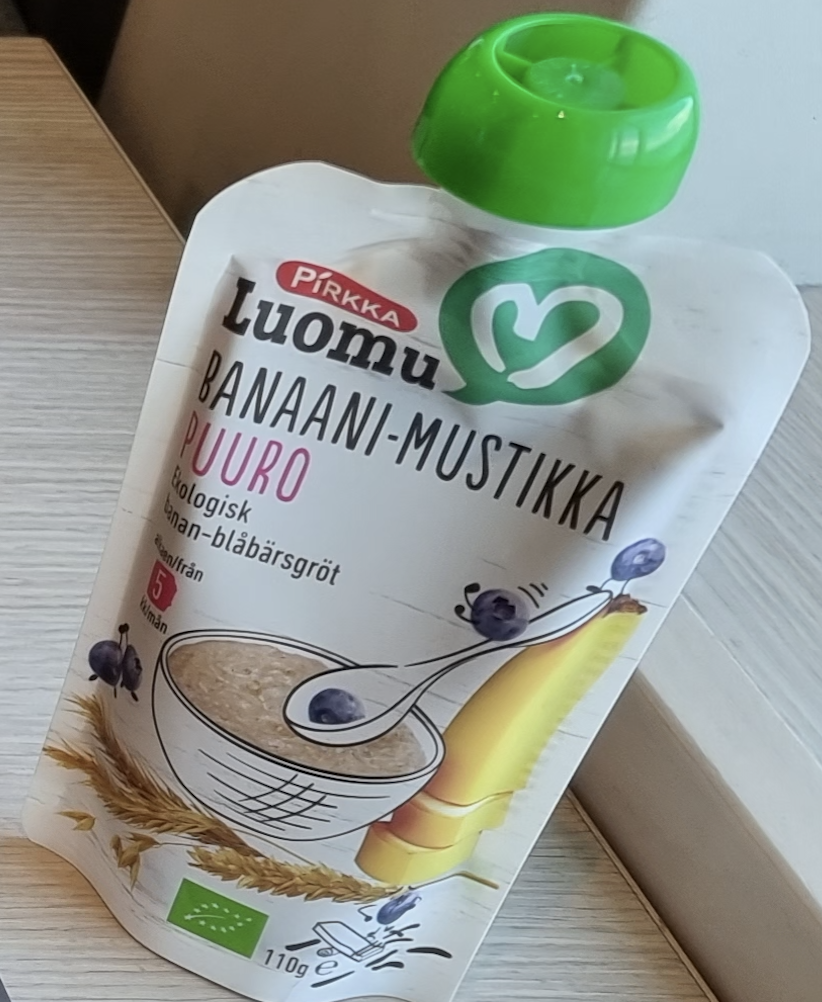 PIRKKA
Luomu
BANAANI-MUSTIKKA
PUURO
Ekologisk
banan-blåbärsgröt
alkaen/från
5
kk/mån
110g e